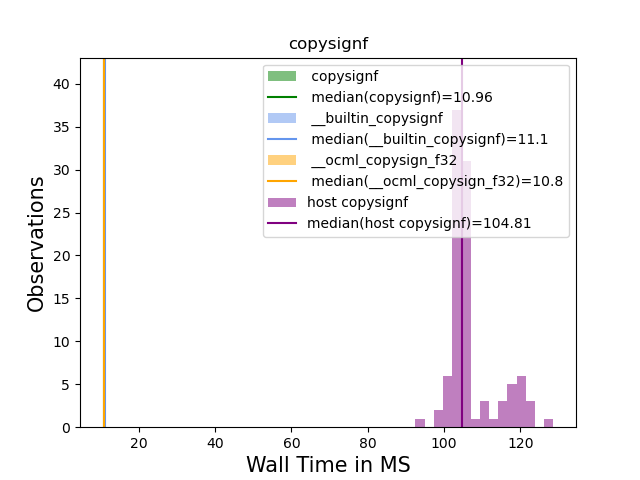 copysignf
40
35
30
25
20
15
10
5
0
Observations
copysignf
median(copysignf)=10.96
__builtin_copysignf
median(__builtin_copysignf)=11.1
__ocml_copysign_f32
median(__ocml_copysign_f32)=10.8
host copysignf
median(host copysignf)=104.81
20 40 60 80 100 120
Wall Time in MS